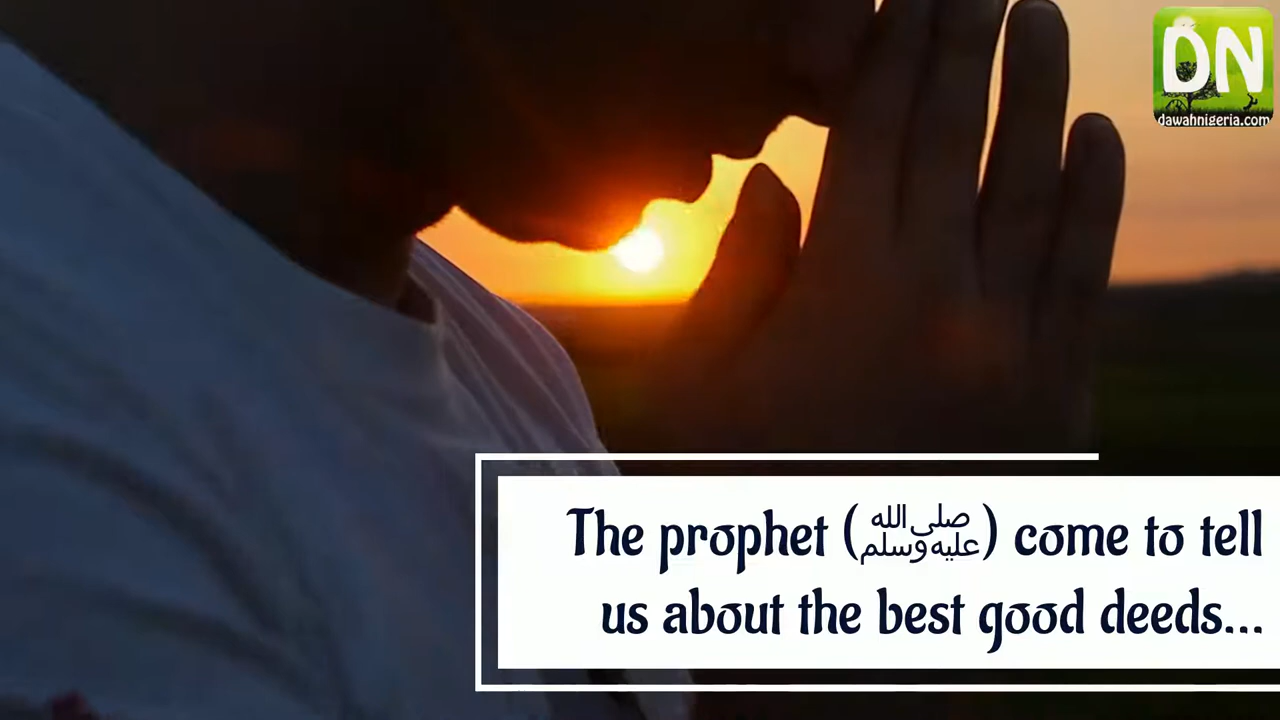 DN
dawahnigeria.com
The prophet (ﷺ) come to tell
us about the best good deeds...